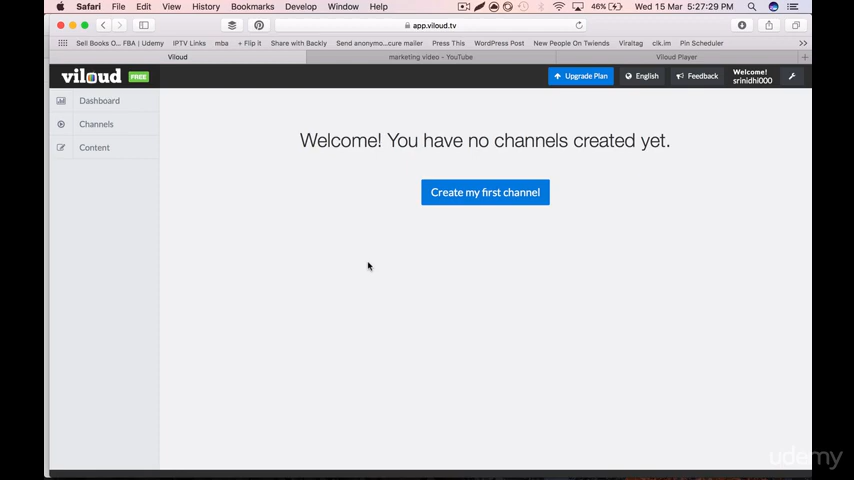 Safari File Edit View History Bookmarks Develop Window Help 46% Wed 15 Mar 5:27:29 PM
app.viloud.tv
Sell Books O... FBA | Udemy IPTV Links mba + Flip it Share with Backly Send anonymo...cure mailer Press This WordPress Post New People On Twiends Viraltag clk.im Pin Scheduler
Viloud marketing video - YouTube Viloud Player
viloud FREE Upgrade Plan English Feedback Welcome!
srinidhi000
Dashboard
Channels
Content
Welcome! You have no channels created yet.
Create my first channel
udemy